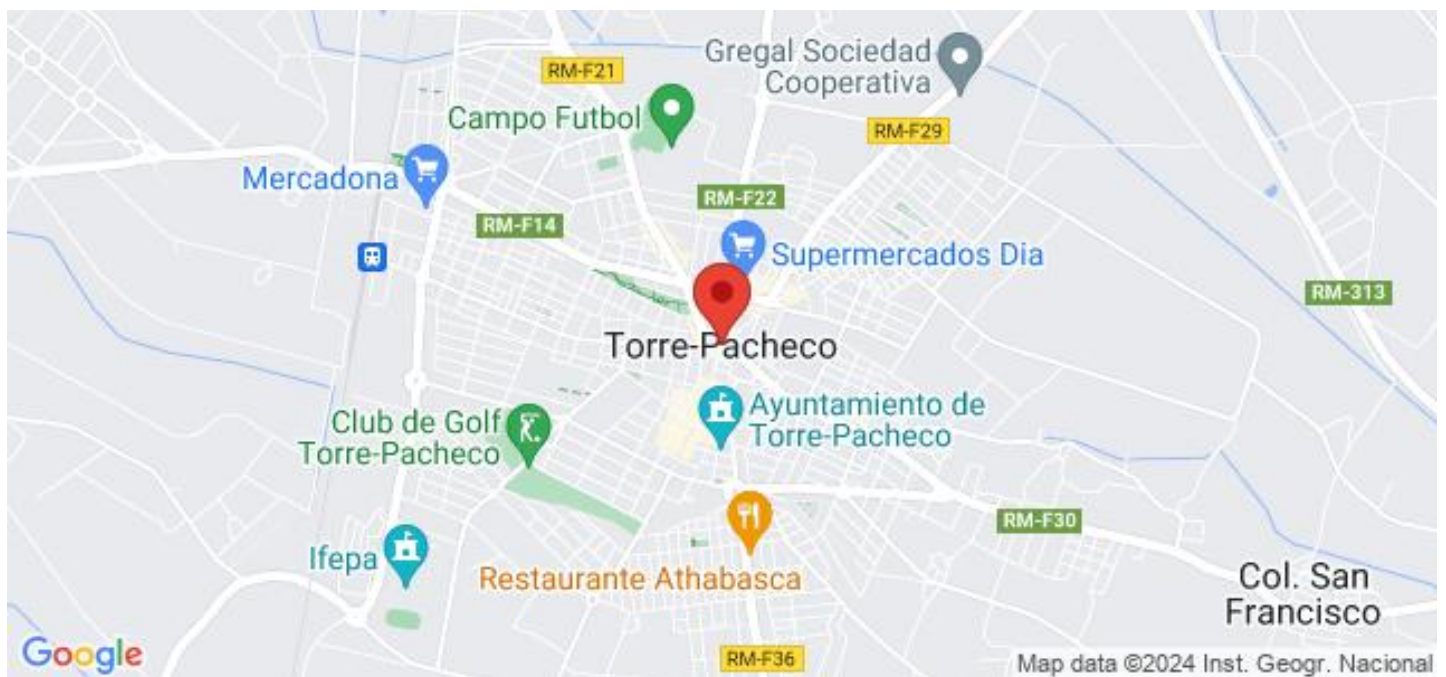 Gregal Sociedad
Cooperativa
RM-F21
Campo Futbol
RM-F29
Mercadona
RM-F22
RM-F14
Supermercados Dia
RM-313
Torre-Pacheco
Ayuntamiento de
Torre-Pacheco
Club de Golf
Torre-Pacheco
RM-F30
Ifepa
Restaurante Athabasca
Col. San
Francisco
Google
RM-F36
Map data ©2024 Inst. Geogr. Nacional